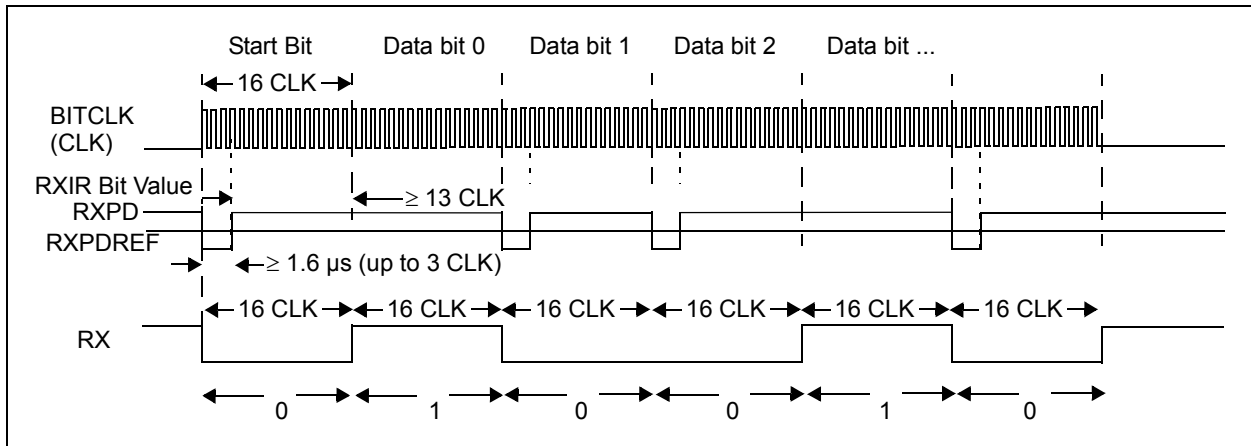 Start Bit Data bit 0 Data bit 1 Data bit 2 Data bit ...
16 CLK
BITCLK
(CLK)
RXIR Bit Value
≥ 13 CLK
RXPD
RXPDREF
≥ 1.6 µs (up to 3 CLK)
16 CLK 16 CLK 16 CLK 16 CLK 16 CLK 16 CLK
RX
0 1 0 0 1 0